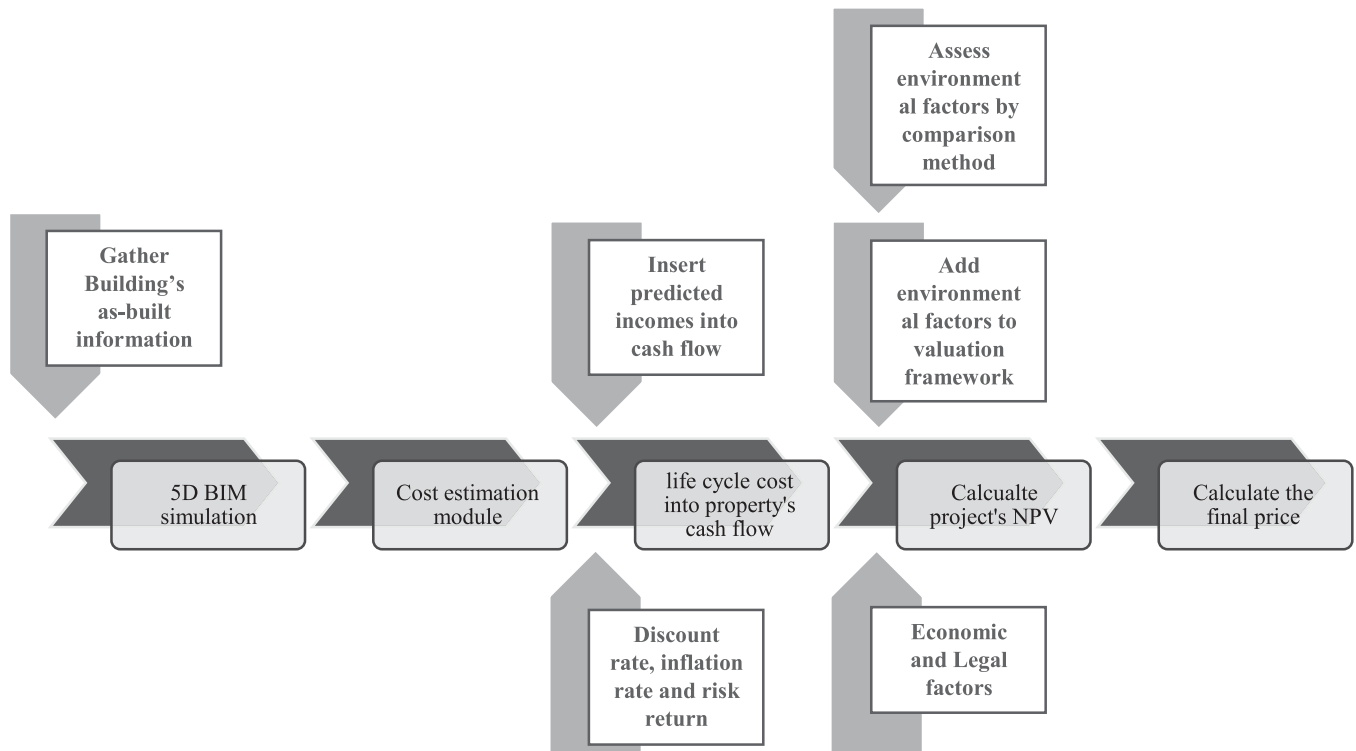 Assess
environment
al factors by
comparison
method
Gather
Building’s
as-built
information
Insert
predicted
incomes into
cash flow
Add
environment
al factors to
valuation
framework
5D BIM
simulation
Cost estimation
module
life cycle cost
into property's
cash flow
Calcualte
project's NPV
Calculate the
final price
Discount
rate, inflation
rate and risk
return
Economic
and Legal
factors